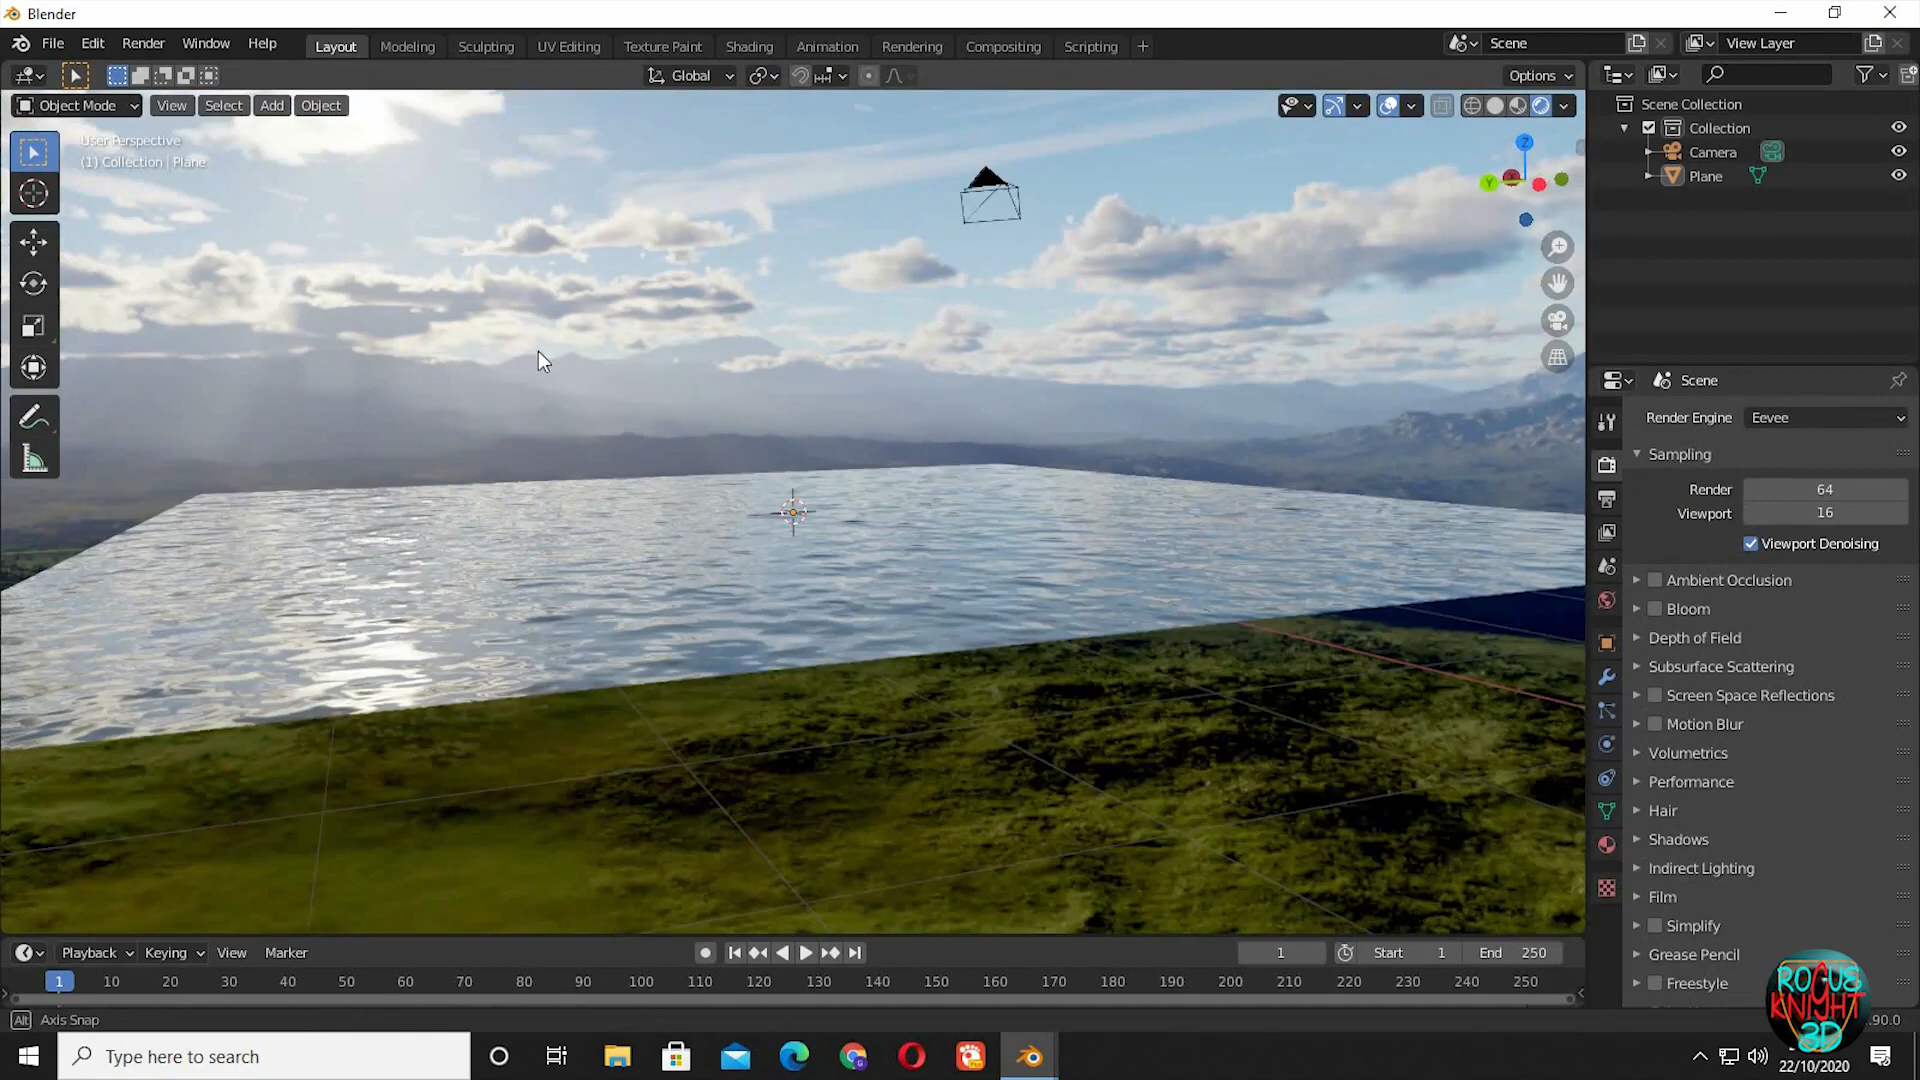 Blender
File Edit Render Window Help Layout Modeling Sculpting UV Editing Texture Paint Shading Animation Rendering Compositing Scripting + Scene View Layer
Global Options
Object Mode View Select Add Object
User Perspective
(1) Collection | Plane
Z
Y
Scene Collection
Collection
Camera
Plane
Scene
Render Engine Eevee
Sampling
Render 64
Viewport 16
Viewport Denoising
Ambient Occlusion
Bloom
Depth of Field
Subsurface Scattering
Screen Space Reflections
Motion Blur
Volumetrics
Performance
Hair
Shadows
Indirect Lighting
Film
Simplify
Grease Pencil
Freestyle
Playback Keying View Marker 1 Start 1 End 250
1 10 20 30 40 50 60 70 80 90 100 110 120 130 140 150 160 170 180 190 200 210 220 230 240 250
Alt Axis Snap
.90.0
ROGUE
KNIGHT
3D
Type here to search
22/10/2020